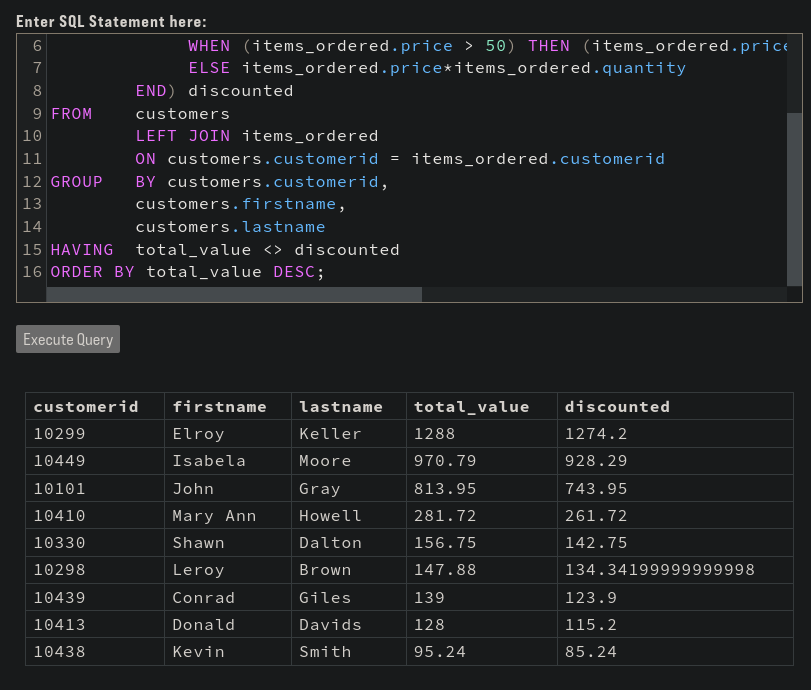 Enter SQL Statement here:
6 WHEN (items_ordered.price > 50) THEN (items_ordered.price
7 ELSE items_ordered.price*items_ordered.quantity
8 END) discounted
9 FROM customers
10 LEFT JOIN items_ordered
11 ON customers.customerid = items_ordered.customerid
12 GROUP BY customers.customerid,
13 customers.firstname,
14 customers.lastname
15 HAVING total_value <> discounted
16 ORDER BY total_value DESC;
Execute Query
customerid firstname lastname total_value discounted
10299 Elroy Keller 1288 1274.2
10449 Isabela Moore 970.79 928.29
10101 John Gray 813.95 743.95
10410 Mary Ann Howell 281.72 261.72
10330 Shawn Dalton 156.75 142.75
10298 Leroy Brown 147.88 134.34199999999998
10439 Conrad Giles 139 123.9
10413 Donald Davids 128 115.2
10438 Kevin Smith 95.24 85.24